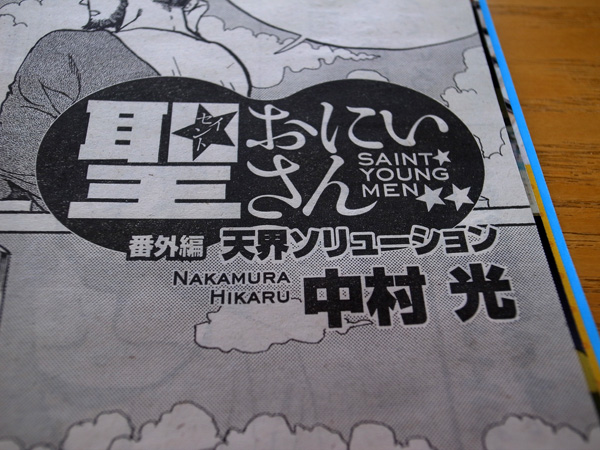 聖
セイント
おにい
さん
SAINT☆
YOUNG
MEN☆☆
番外編 天界ソリューション
NAKAMURA
HIKARU
中村 光